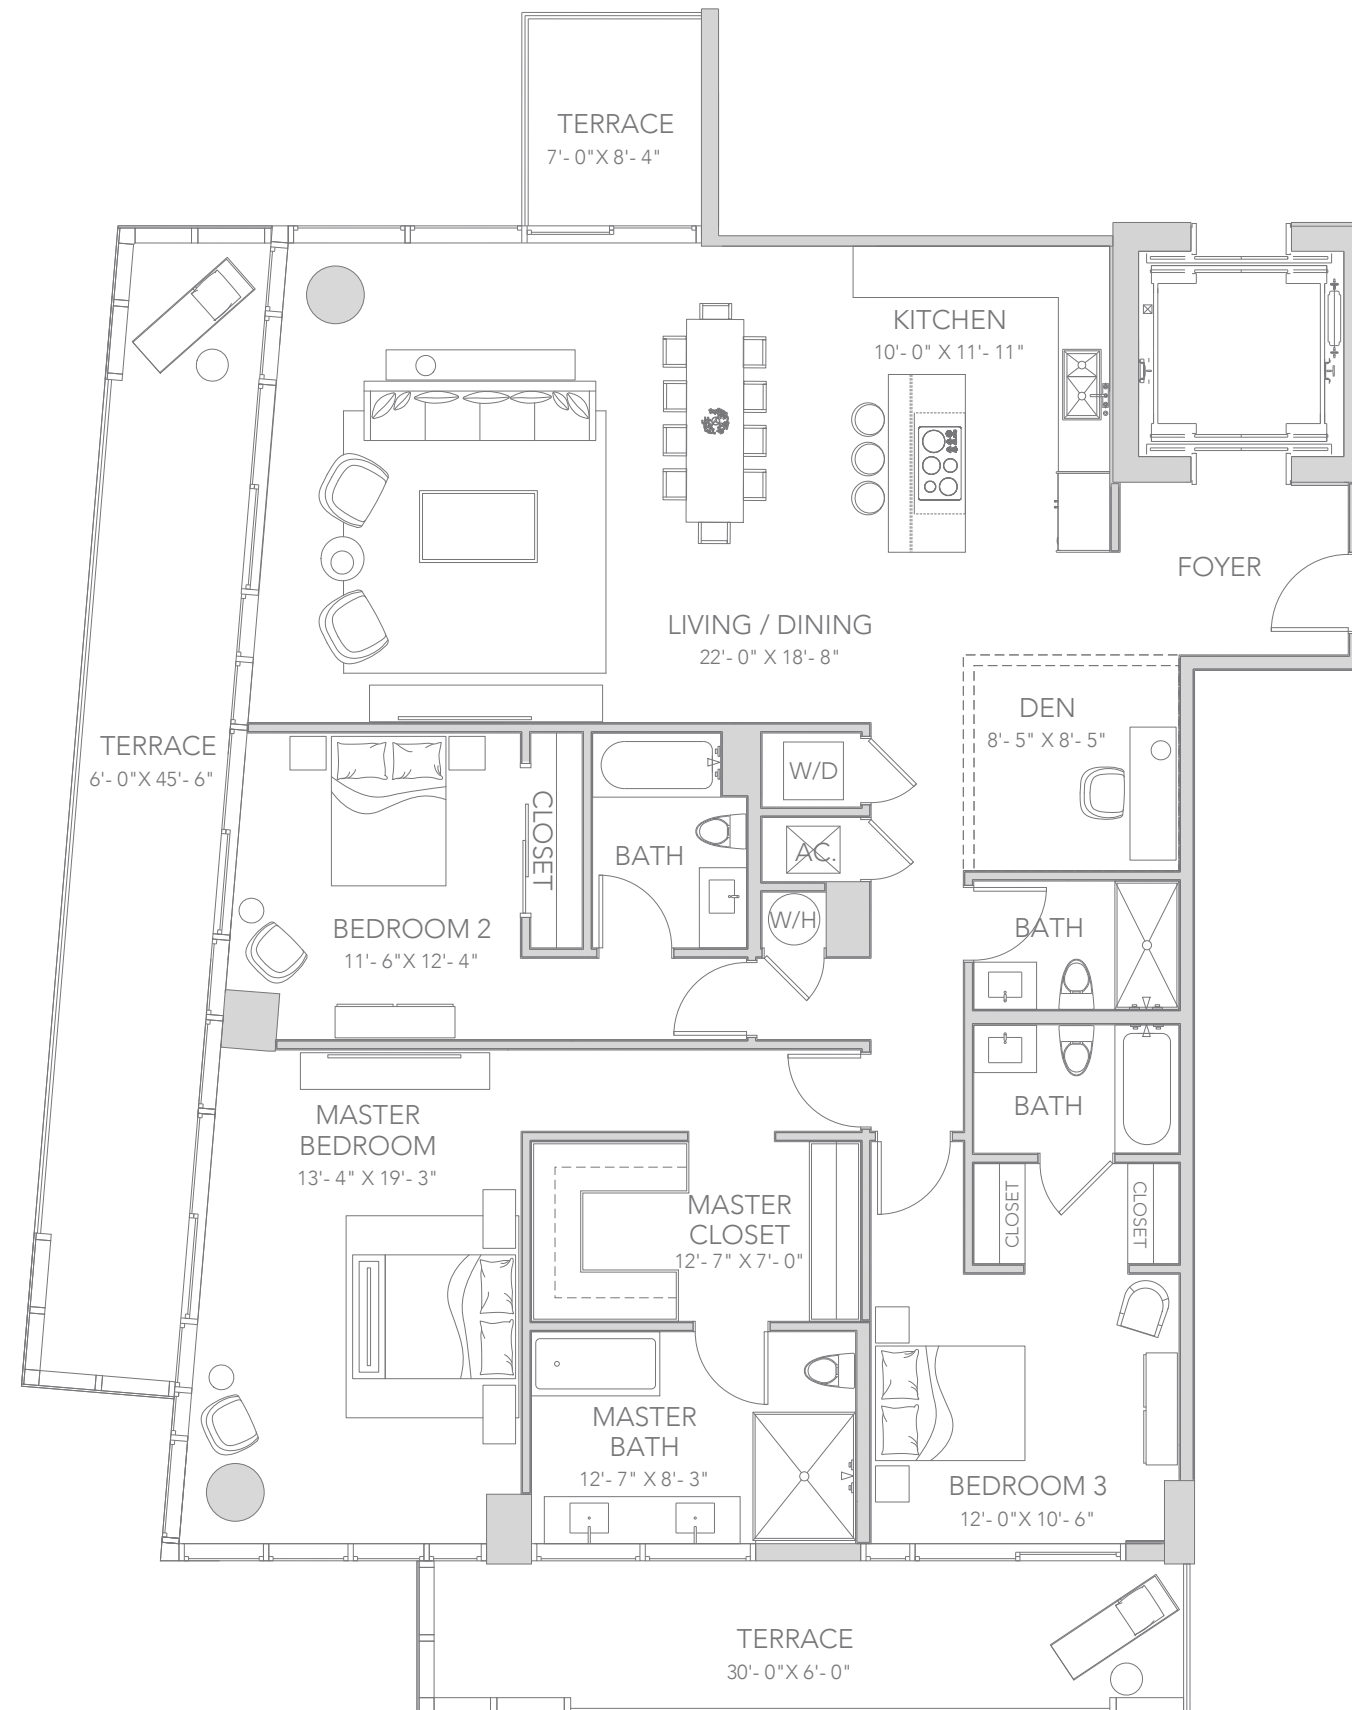 TERRACE
7'- 0"X 8'- 4"
KITCHEN
10'- 0" X 11'- 11"
FOYER
LIVING / DINING
22'- 0" X 18'- 8"
DEN
8'- 5" X 8'- 5"
TERRACE
6'- 0"X 45'- 6"
W/D
CLOSET
BATH
AC.
W/H
BEDROOM 2
11'- 6"X 12'- 4"
BATH
BATH
MASTER
BEDROOM
13'- 4" X 19'- 3"
MASTER
CLOSET
12'- 7" X 7'- 0"
CLOSET
CLOSET
MASTER
BATH
12'- 7" X 8'- 3"
BEDROOM 3
12'- 0"X 10'- 6"
TERRACE
30'- 0"X 6'- 0"